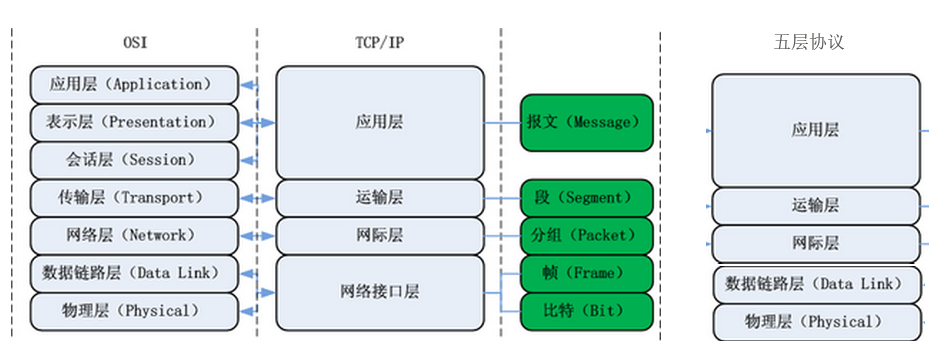 OSI
TCP/IP
五层协议
应用层（Application）
表示层（Presentation）
会话层（Session）
传输层（Transport）
网络层（Network）
数据链路层（Data Link）
物理层（Physical）
应用层
运输层
网际层
网络接口层
报文（Message）
段（Segment）
分组（Packet）
帧（Frame）
比特（Bit）
应用层
运输层
网际层
数据链路层（Data Link）
物理层（Physical）